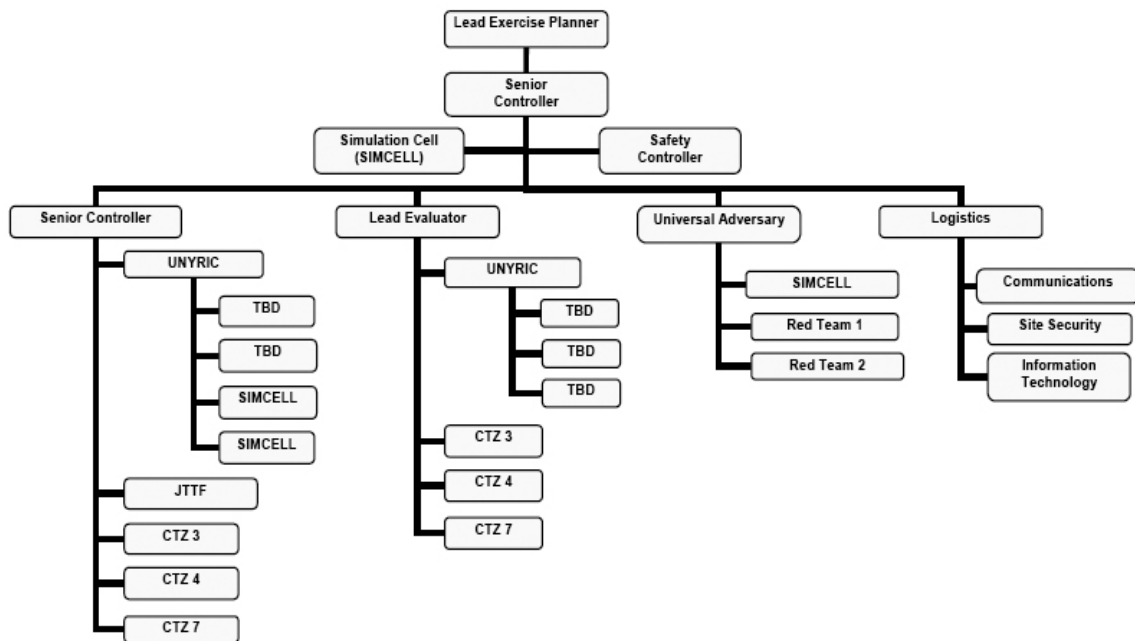 Lead Exercise Planner
Senior
Controller
Simulation Cell
(SIMCELL)
Safety
Controller
Senior Controller
Lead Evaluator
Universal Adversary
Logistics
UNYRIC
TBD
TBD
SIMCELL
SIMCELL
JTTF
CTZ 3
CTZ 4
CTZ 7
UNYRIC
TBD
TBD
TBD
CTZ 3
CTZ 4
CTZ 7
SIMCELL
Red Team 1
Red Team 2
Communications
Site Security
Information
Technology